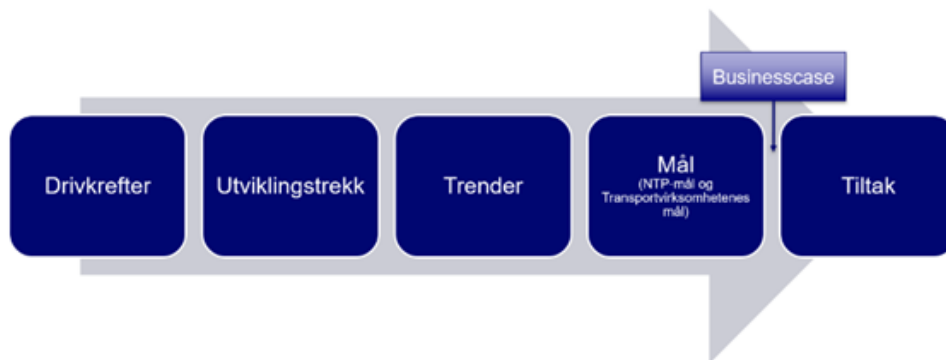 Businesscase
Drivkrefter
Utviklingstrekk
Trender
Mål
(NTP-mål og
Transportvirksomhetenes
mål)
Tiltak